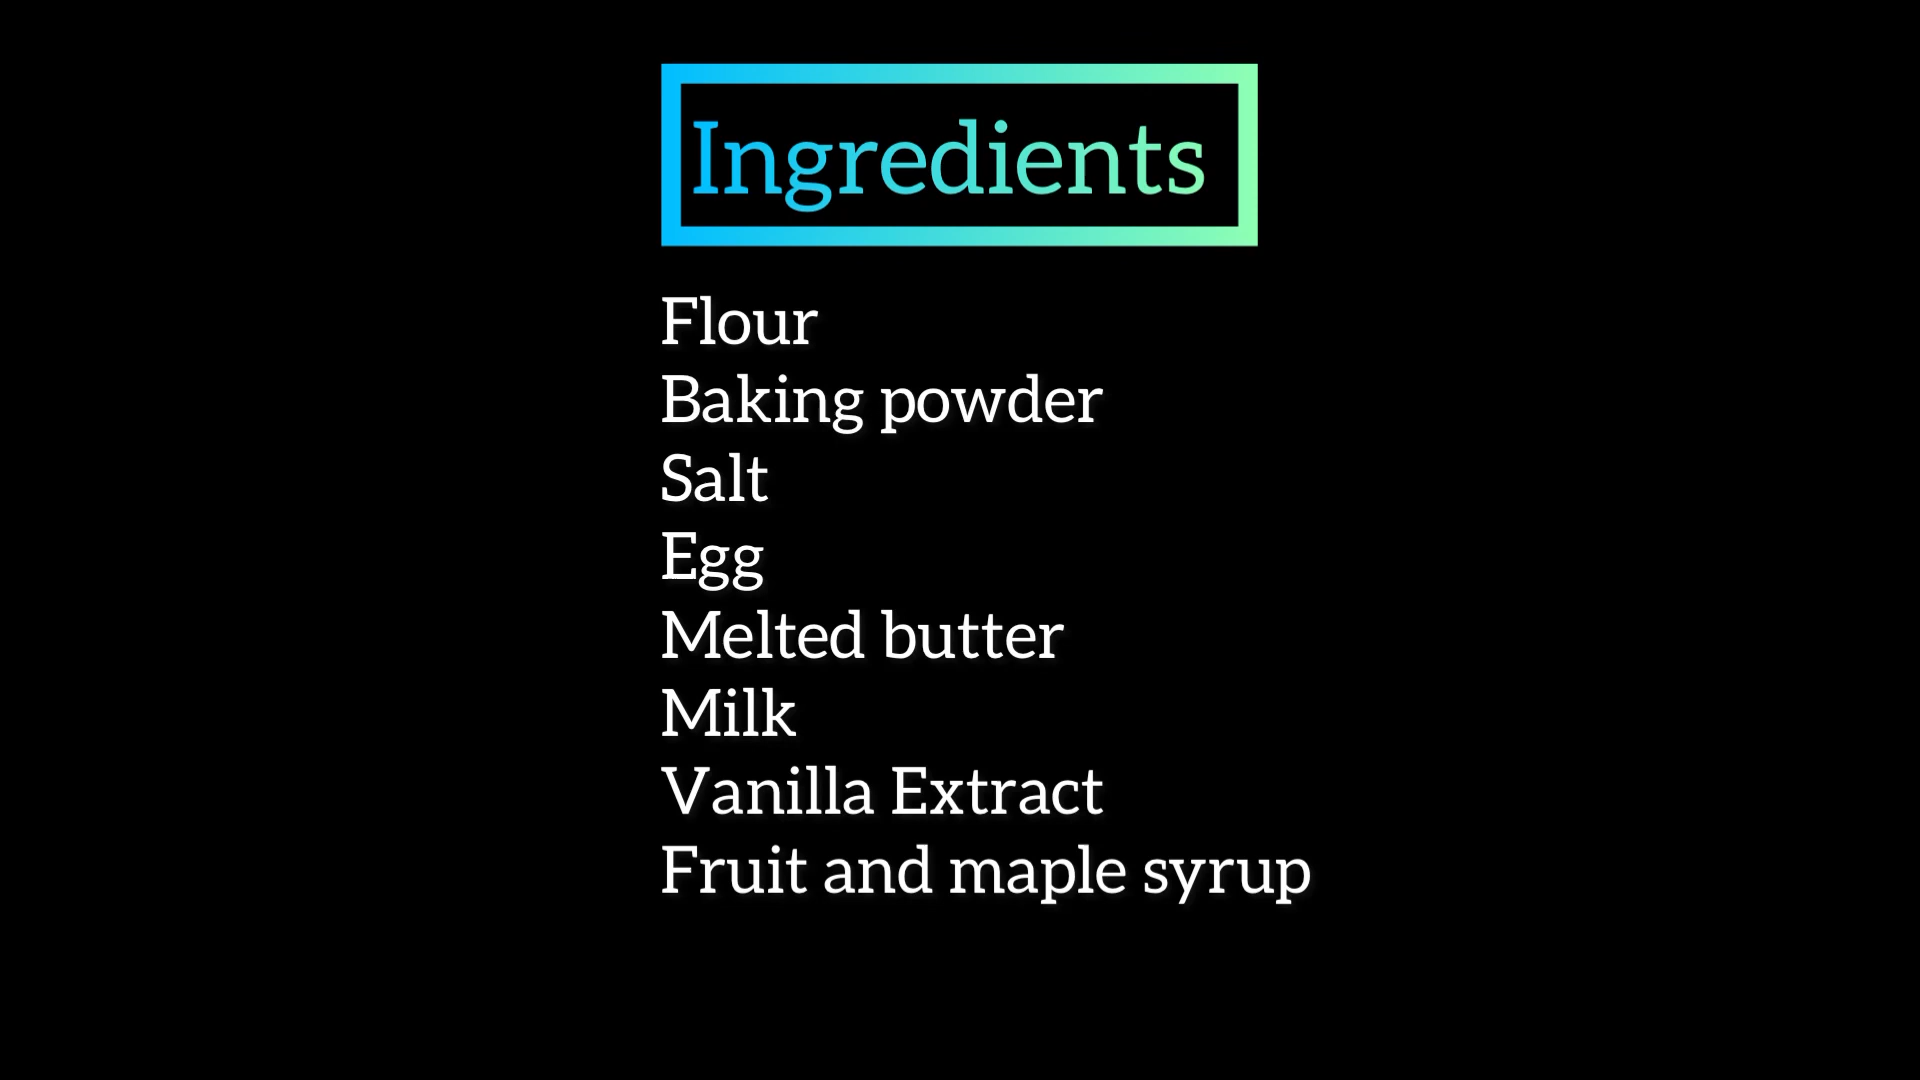 Ingredients
Flour
Baking powder
Salt
Egg
Melted butter
Milk
Vanilla Extract
Fruit and maple syrup